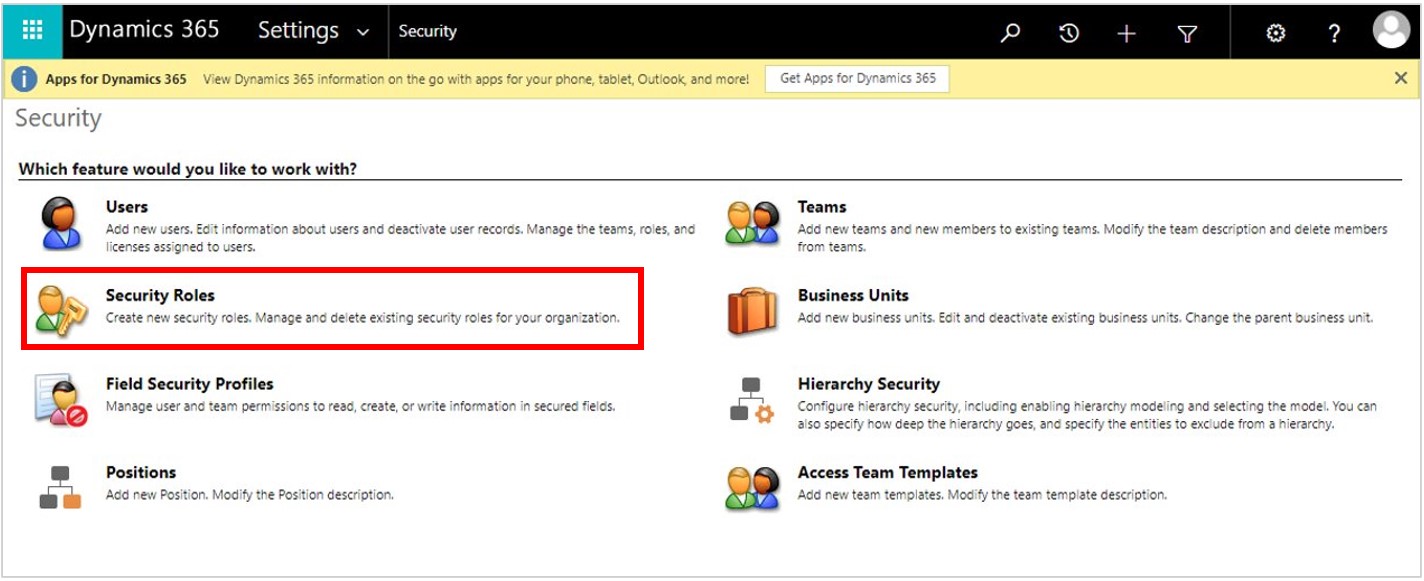 Dynamics 365 Settings Security
Apps for Dynamics 365 View Dynamics 365 information on the go with apps for your phone, tablet, Outlook, and more! Get Apps for Dynamics 365
Security
Which feature would you like to work with?
Users
Add new users. Edit information about users and deactivate user records. Manage the teams, roles, and
licenses assigned to users.
Teams
Add new teams and new members to existing teams. Modify the team description and delete members
from teams.
Security Roles
Create new security roles. Manage and delete existing security roles for your organization.
Business Units
Add new business units. Edit and deactivate existing business units. Change the parent business unit.
Field Security Profiles
Manage user and team permissions to read, create, or write information in secured fields.
Hierarchy Security
Configure hierarchy security, including enabling hierarchy modeling and selecting the model. You can
also specify how deep the hierarchy goes, and specify the entities to exclude from a hierarchy.
Positions
Add new Position. Modify the Position description.
Access Team Templates
Add new team templates. Modify the team template description.